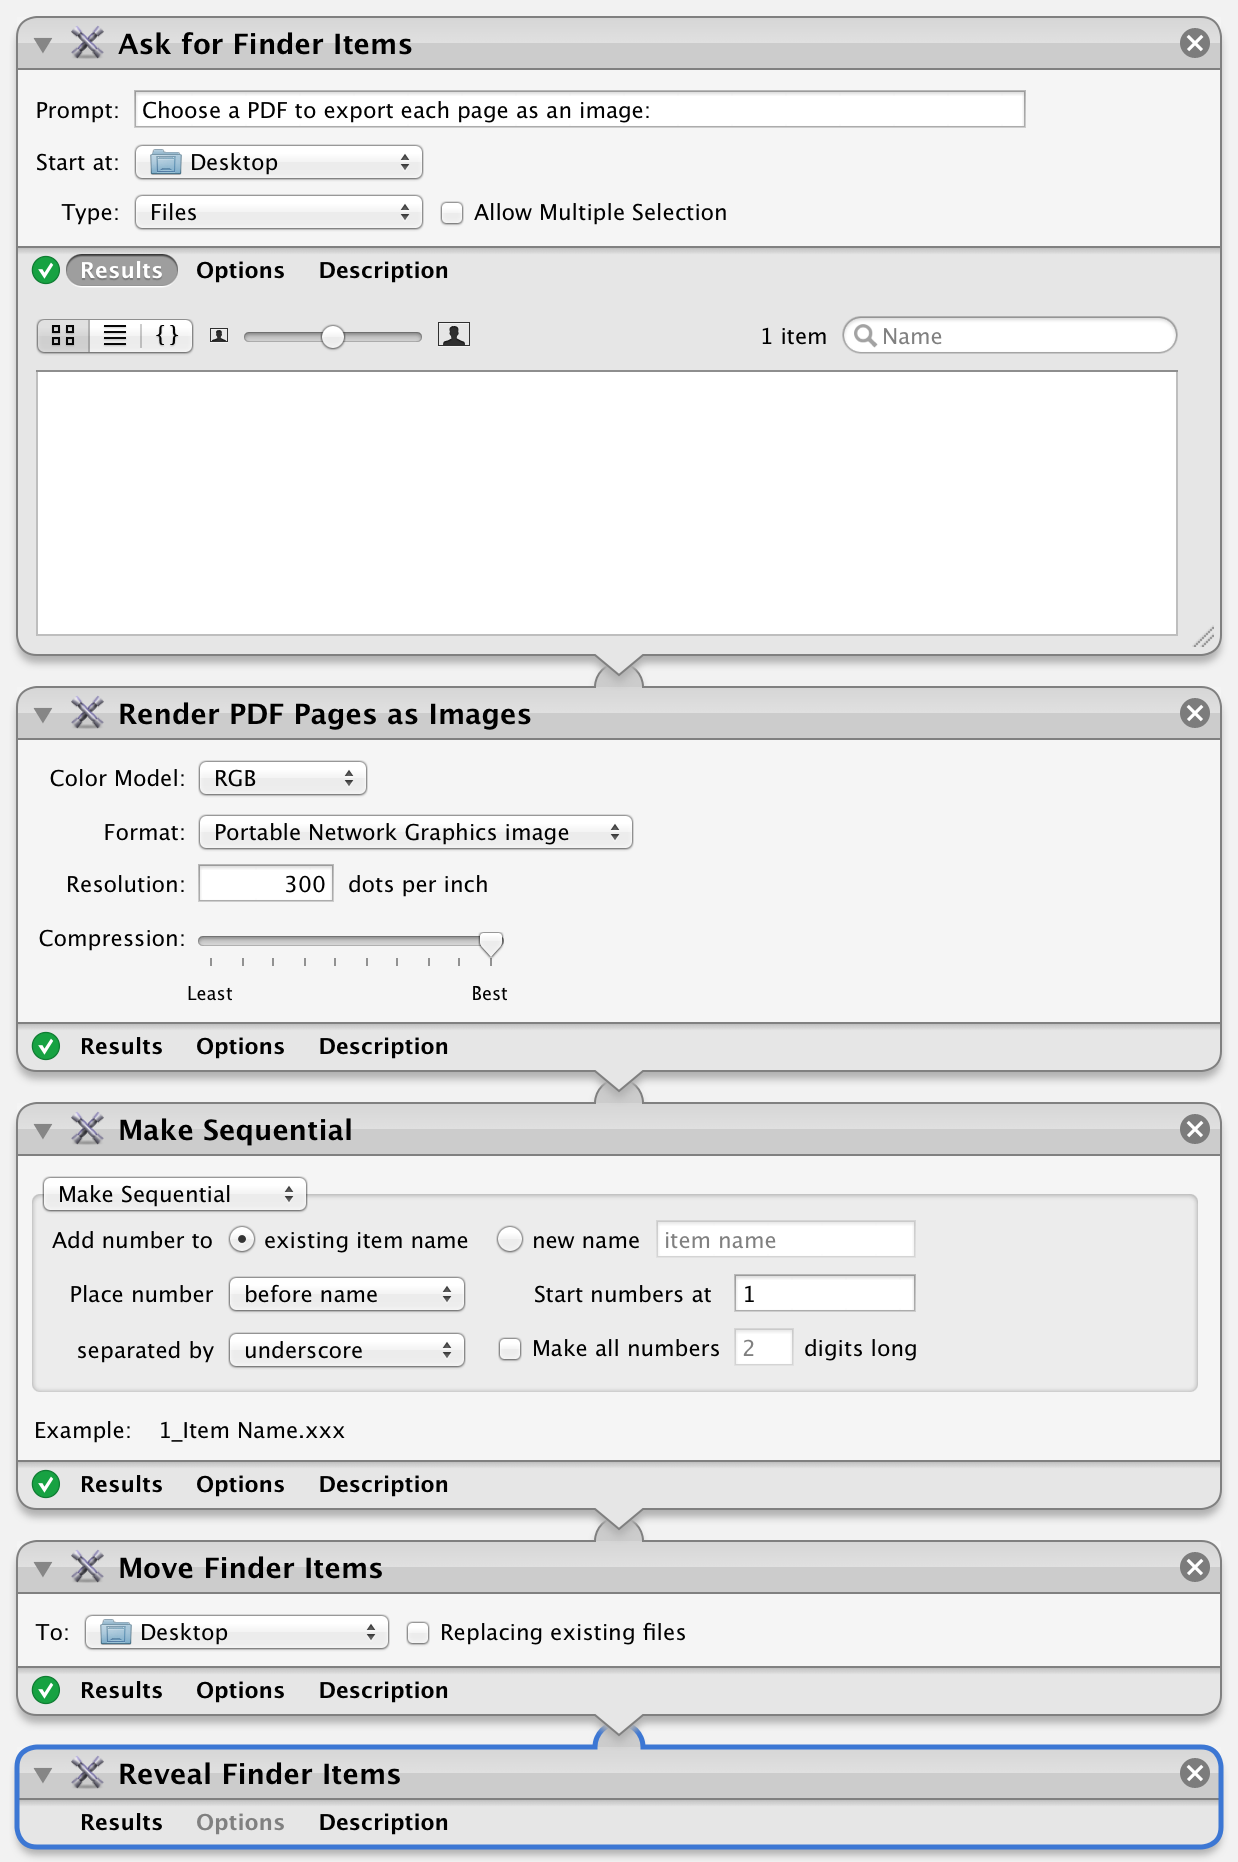 Ask for Finder Items
Prompt: Choose a PDF to export each page as an image:
Start at: Desktop
Type: Files Allow Multiple Selection
Results Options Description
{} 1 item Name
Render PDF Pages as Images
Color Model: RGB
Format: Portable Network Graphics image
Resolution: 300 dots per inch
Compression:
Least Best
Results Options Description
Make Sequential
Make Sequential
Add number to existing item name new name item name
Place number before name Start numbers at 1
separated by underscore Make all numbers 2 digits long
Example: 1_Item Name.xxx
Results Options Description
Move Finder Items
To: Desktop Replacing existing files
Results Options Description
Reveal Finder Items
Results Options Description